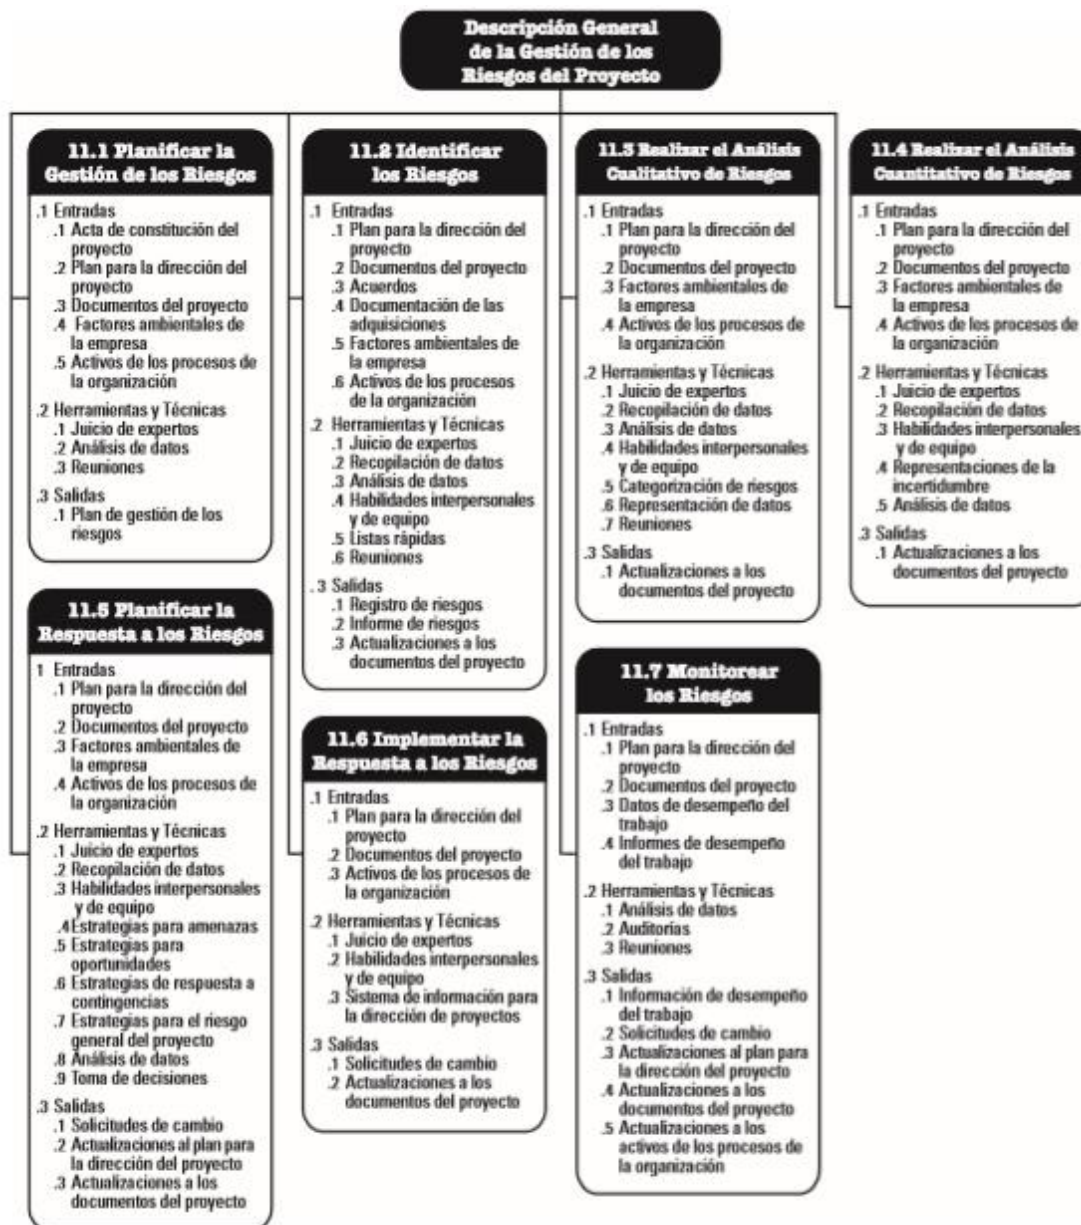 Descripción General
de la Gestión de los
Riesgos del Proyecto
11.1 Planificar la
Gestión de los Riesgos
.1 Entradas
.1 Acta de constitución del
proyecto
.2 Plan para la dirección del
proyecto
.3 Documentos del proyecto
.4 Factores ambientales de
la empresa
.5 Activos de los procesos de
la organización
.2 Herramientas y Técnicas
.1 Juicio de expertos
.2 Análisis de datos
.3 Reuniones
.3 Salidas
.1 Plan de gestión de los
riesgos
11.2 Identificar
los Riesgos
.1 Entradas
.1 Plan para la dirección del
proyecto
.2 Documentos del proyecto
.3 Acuerdos
.4 Documentación de las
adquisiciones
.5 Factores ambientales de
la empresa
.6 Activos de los procesos
de la organización
.2 Herramientas y Técnicas
.1 Juicio de expertos
.2 Recopilación de datos
.3 Análisis de datos
.4 Habilidades interpersonales
y de equipo
.5 Listas rápidas
.6 Reuniones
.3 Salidas
.1 Registro de riesgos
.2 Informe de riesgos
.3 Actualizaciones a los
documentos del proyecto
11.3 Realizar el Análisis
Cualitativo de Riesgos
.1 Entradas
.1 Plan para la dirección del
proyecto
.2 Documentos del proyecto
.3 Factores ambientales de
la empresa
.4 Activos de los procesos de
la organización
.2 Herramientas y Técnicas
.1 Juicio de expertos
.2 Recopilación de datos
.3 Análisis de datos
.4 Habilidades interpersonales
y de equipo
.5 Categorización de riesgos
.6 Representación de datos
.7 Reuniones
.3 Salidas
.1 Actualizaciones a los
documentos del proyecto
11.4 Realizar el Análisis
Cuantitativo de Riesgos
.1 Entradas
.1 Plan para la dirección del
proyecto
.2 Documentos del proyecto
.3 Factores ambientales de
la empresa
.4 Activos de los procesos de
la organización
.2 Herramientas y Técnicas
.1 Juicio de expertos
.2 Recopilación de datos
.3 Habilidades interpersonales
y de equipo
.4 Representaciones de la
incertidumbre
.5 Análisis de datos
.3 Salidas
.1 Actualizaciones a los
documentos del proyecto
11.5 Planificar la
Respuesta a los Riesgos
1 Entradas
.1 Plan para la dirección del
proyecto
.2 Documentos del proyecto
.3 Factores ambientales de
la empresa
.4 Activos de los procesos de
la organización
.2 Herramientas y Técnicas
.1 Juicio de expertos
.2 Recopilación de datos
.3 Habilidades interpersonales
y de equipo
.4 Estrategias para amenazas
.5 Estrategias para
oportunidades
.6 Estrategias de respuesta a
contingencias
.7 Estrategias para el riesgo
general del proyecto
.8 Análisis de datos
.9 Toma de decisiones
.3 Salidas
.1 Solicitudes de cambio
.2 Actualizaciones al plan para
la dirección del proyecto
.3 Actualizaciones a los
documentos del proyecto
11.6 Implementar la
Respuesta a los Riesgos
.1 Entradas
.1 Plan para la dirección del
proyecto
.2 Documentos del proyecto
.3 Activos de los procesos de
la organización
.2 Herramientas y Técnicas
.1 Juicio de expertos
.2 Habilidades interpersonales
y de equipo
.3 Sistema de información para
la dirección de proyectos
.3 Salidas
.1 Solicitudes de cambio
.2 Actualizaciones a los
documentos del proyecto
11.7 Monitorear
los Riesgos
.1 Entradas
.1 Plan para la dirección del
proyecto
.2 Documentos del proyecto
.3 Datos de desempeño del
trabajo
.4 Informes de desempeño
del trabajo
.2 Herramientas y Técnicas
.1 Análisis de datos
.2 Auditorías
.3 Reuniones
.3 Salidas
.1 Información de desempeño
del trabajo
.2 Solicitudes de cambio
.3 Actualizaciones al plan para
la dirección del proyecto
.4 Actualizaciones a los
documentos del proyecto
.5 Actualizaciones a los
activos de los procesos de
la organización